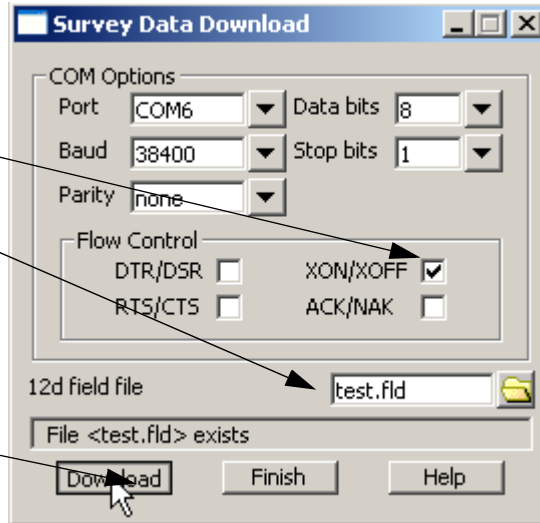 Survey Data Download
COM Options
Port COM6 Data bits 8
Baud 38400 Stop bits 1
Parity none
Flow Control
DTR/DSR XON/XOFF
RTS/CTS ACK/NAK
12d field file test.fld
File <test.fld> exists
Download Finish Help